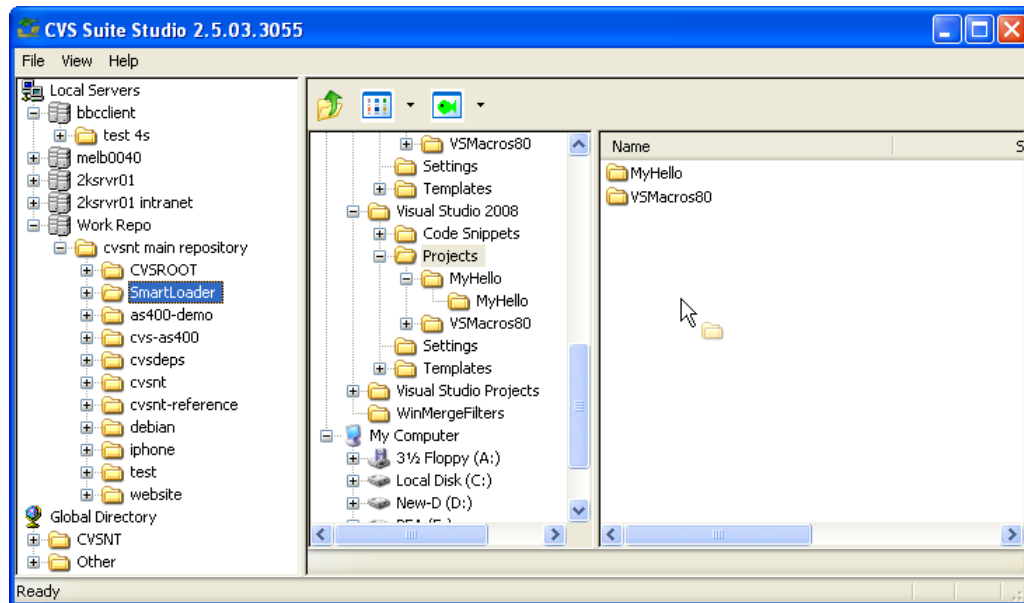 CVS Suite Studio 2.5.03.3055
File View Help
Local Servers
bbcclient
test 4s
melb0040
2ksrvr01
2ksrvr01 intranet
Work Repo
cvsnt main repository
CVSROOT
SmartLoader
as400-demo
cvs-as400
cvsdeps
cvsnt
cvsnt-reference
debian
iphone
test
website
Global Directory
CVSNT
Other
VSMacros80
Settings
Templates
Visual Studio 2008
Code Snippets
Projects
MyHello
MyHello
VSMacros80
Settings
Templates
Visual Studio Projects
WinMergeFilters
My Computer
3½ Floppy (A:)
Local Disk (C:)
New-D (D:)
Name S
MyHello
VSMacros80
Ready